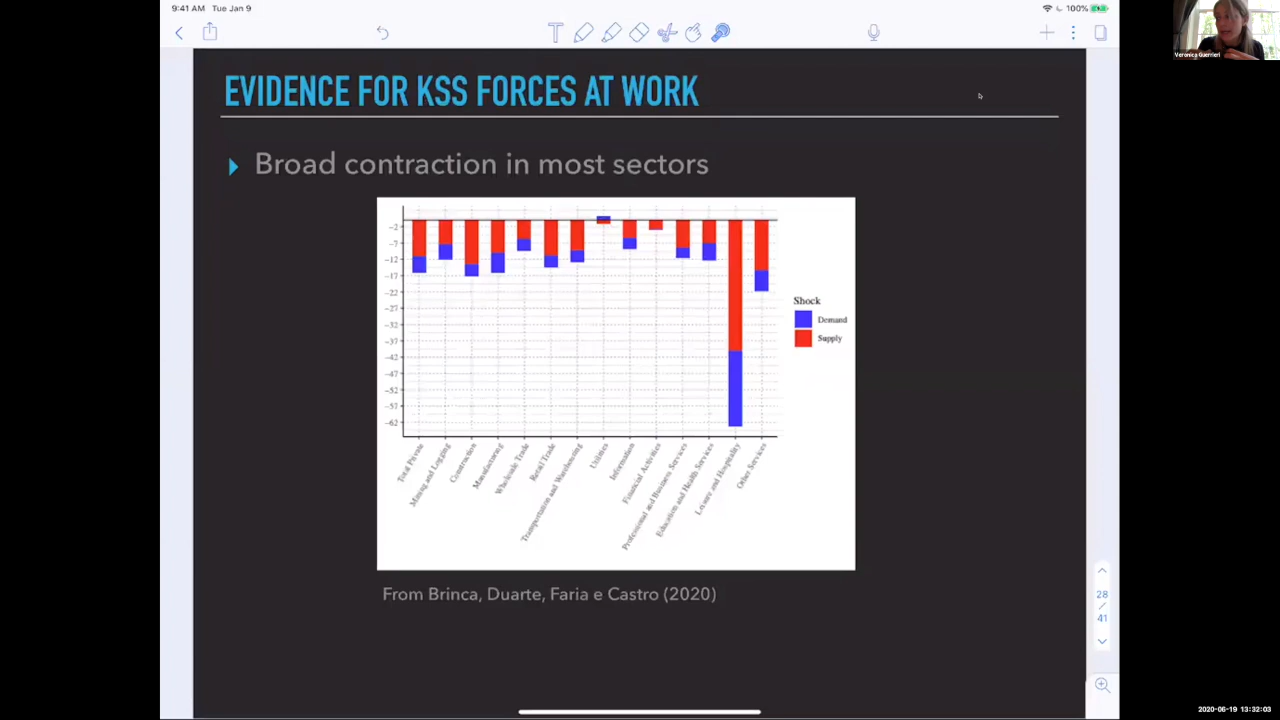 9:41 AM Tue Jan 9
100%
Veronica Guerrieri
EVIDENCE FOR KSS FORCES AT WORK
Broad contraction in most sectors
-2
-7
-12
-17
-22
-27
-32
-37
-42
-47
-52
-57
-62
Shock
Demand
Supply
Total Private
Mining and Logging
Construction
Manufacturing
Wholesale Trade
Retail Trade
Transportation and Warehousing
Utilities
Information
Financial Activities
Professional and Business Services
Education and Health Services
Leisure and Hospitality
Other Services
From Brinca, Duarte, Faria e Castro (2020)
28
/
41
2020-06-19 13:32:03